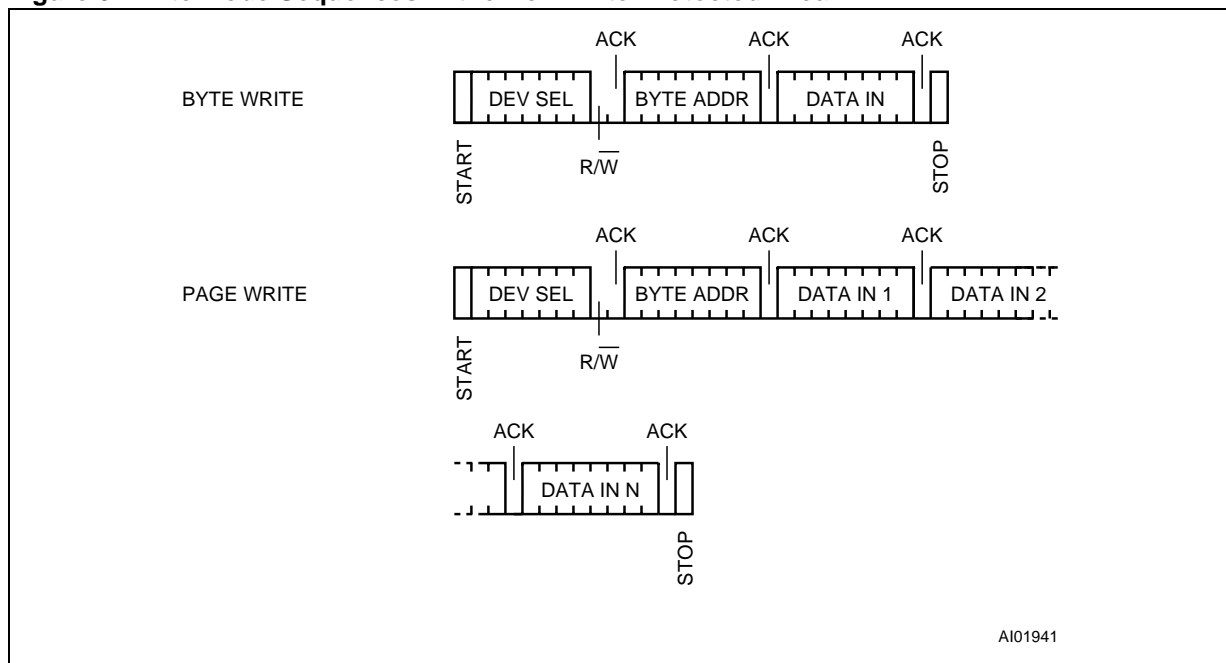 ACK ACK ACK
BYTE WRITE DEV SEL BYTE ADDR DATA IN
START R/W̅ STOP
ACK ACK ACK
PAGE WRITE DEV SEL BYTE ADDR DATA IN 1 DATA IN 2
START R/W̅
ACK ACK
DATA IN N
STOP
AI01941